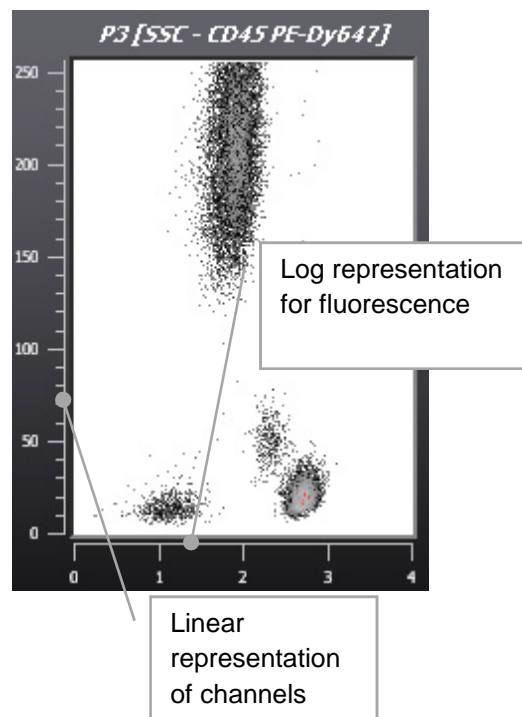 P3 [SSC - CD45 PE-Dy647]
250
200
150
100
50
0
0 1 2 3 4
Log representation
for fluorescence
Linear
representation
of channels